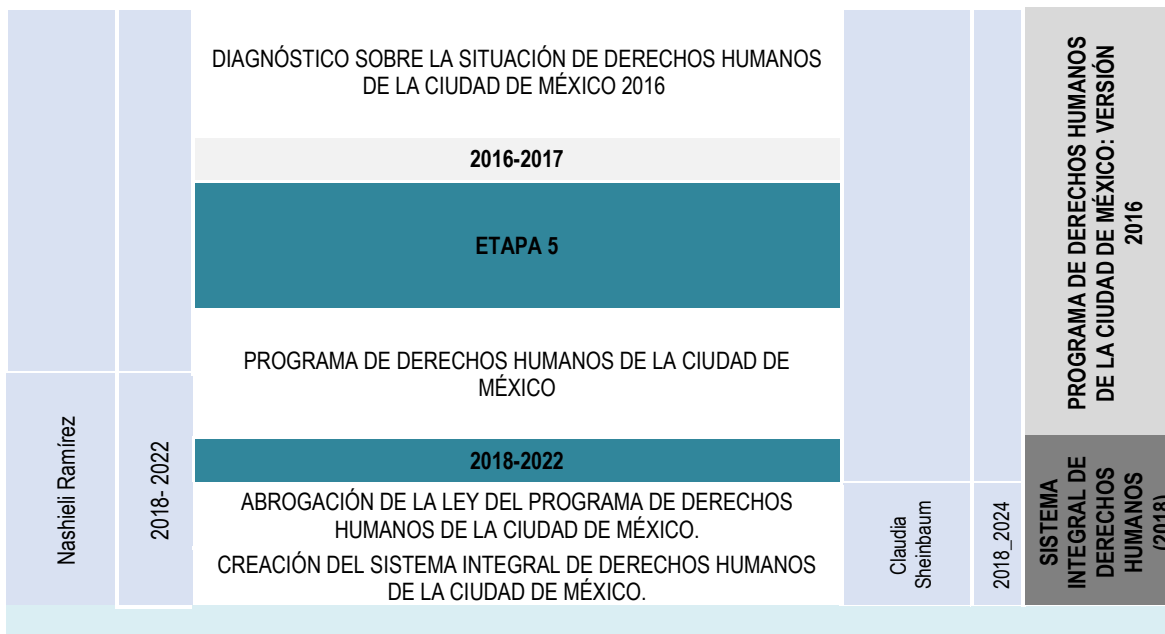 DIAGNÓSTICO SOBRE LA SITUACIÓN DE DERECHOS HUMANOS
DE LA CIUDAD DE MÉXICO 2016
2016-2017
ETAPA 5
PROGRAMA DE DERECHOS HUMANOS DE LA CIUDAD DE
MÉXICO
PROGRAMA DE DERECHOS HUMANOS
DE LA CIUDAD DE MÉXICO: VERSIÓN
2016
Nashieli Ramírez
2018- 2022
2018-2022
ABROGACIÓN DE LA LEY DEL PROGRAMA DE DERECHOS
HUMANOS DE LA CIUDAD DE MÉXICO.
CREACIÓN DEL SISTEMA INTEGRAL DE DERECHOS HUMANOS
DE LA CIUDAD DE MÉXICO.
Claudia
Sheinbaum
2018_2024
SISTEMA
INTEGRAL DE
DERECHOS
HUMANOS
(2018)